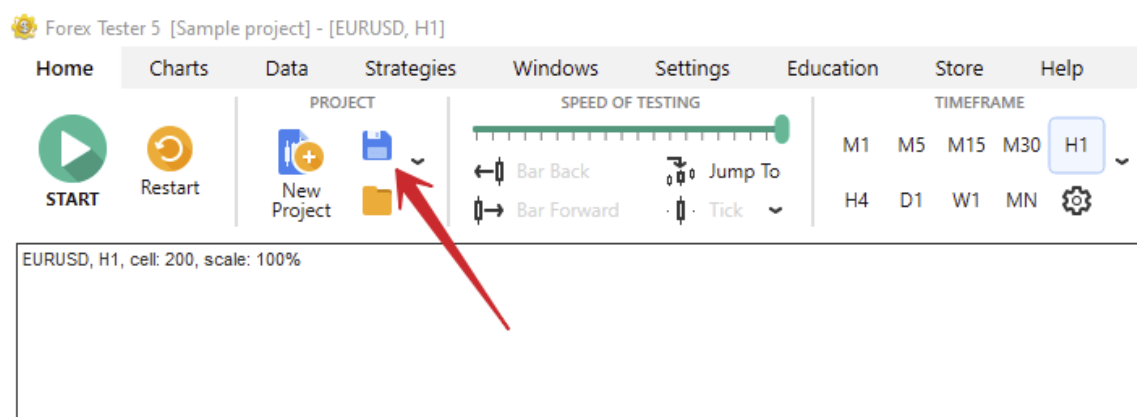 Forex Tester 5 [Sample project] - [EURUSD, H1]
Home Charts Data Strategies Windows Settings Education Store Help
PROJECT SPEED OF TESTING TIMEFRAME
M1 M5 M15 M30 H1
Bar Back Jump To
START Restart New Project
Bar Forward Tick
H4 D1 W1 MN
EURUSD, H1, cell: 200, scale: 100%